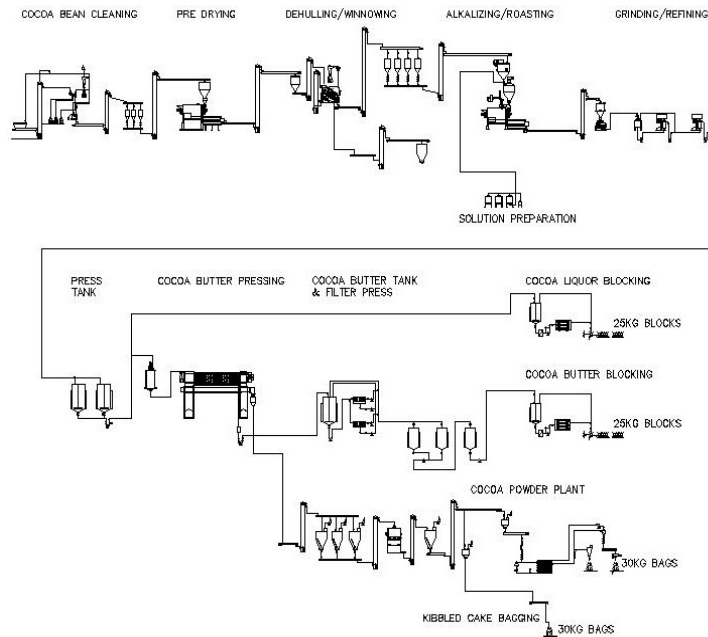 COCOA BEAN CLEANING
PRE DRYING
DEHULLING/WINNOWING
ALKALIZING/ROASTING
GRINDING/REFINING
SOLUTION PREPARATION
PRESS
TANK
COCOA BUTTER PRESSING
COCOA BUTTER TANK
& FILTER PRESS
COCOA LIQUOR BLOCKING
25KG BLOCKS
COCOA BUTTER BLOCKING
25KG BLOCKS
COCOA POWDER PLANT
30KG BAGS
KIBBLED CAKE BAGGING
30KG BAGS